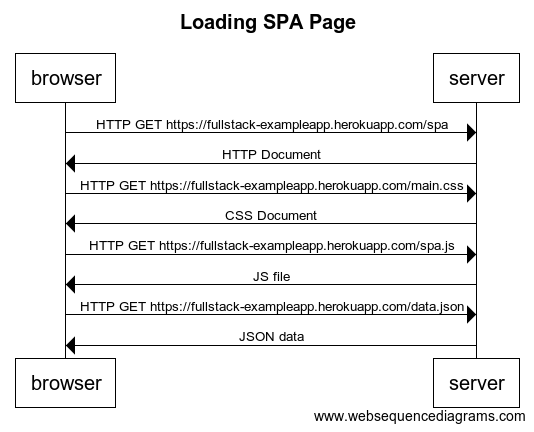 Loading SPA Page
browser
server
HTTP GET https://fullstack-exampleapp.herokuapp.com/spa
HTTP Document
HTTP GET https://fullstack-exampleapp.herokuapp.com/main.css
CSS Document
HTTP GET https://fullstack-exampleapp.herokuapp.com/spa.js
JS file
HTTP GET https://fullstack-exampleapp.herokuapp.com/data.json
JSON data
browser
server
www.websequencediagrams.com